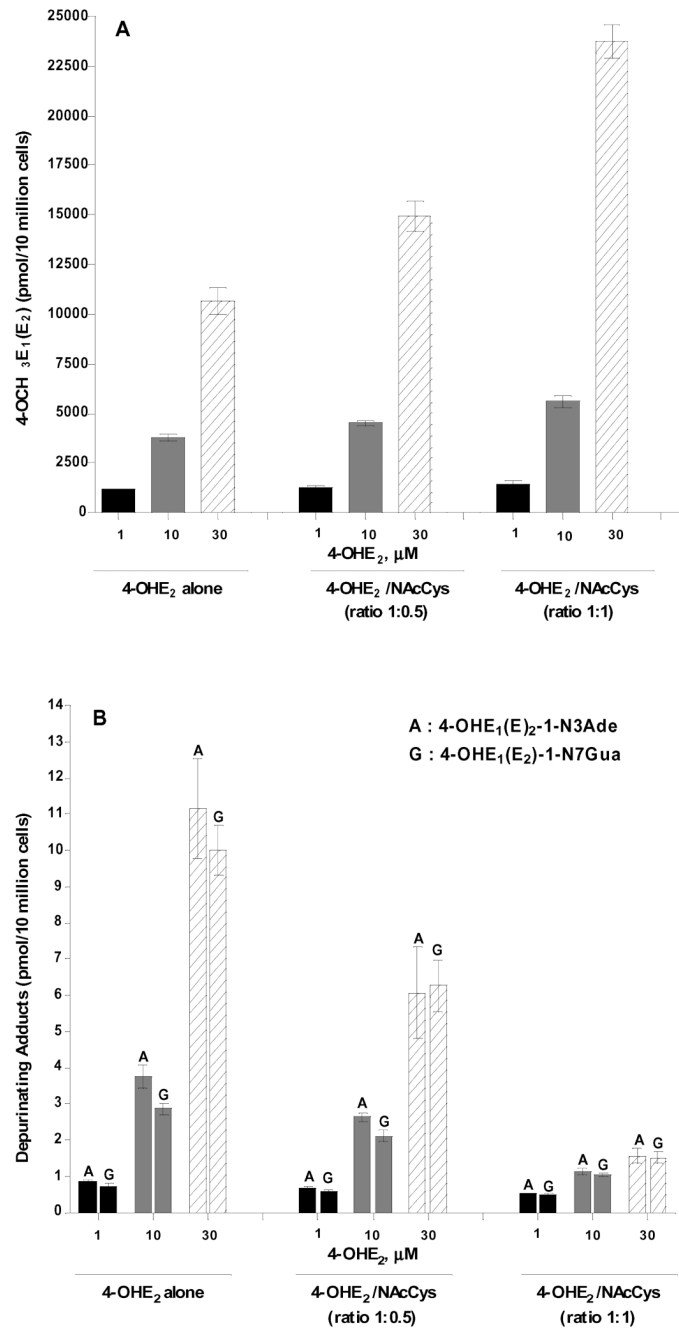 A
25000
22500
20000
17500
15000
12500
10000
7500
5000
2500
0
4-OCH 3E1(E2) (pmol/10 million cells)
1 10 30 1 10 30 1 10 30
4-OHE2, µM
4-OHE2 alone 4-OHE2 /NAcCys 4-OHE2 /NAcCys
(ratio 1:0.5) (ratio 1:1)
B
A : 4-OHE1(E)2-1-N3Ade
G : 4-OHE1(E2)-1-N7Gua
14
13
12
11
10
9
8
7
6
5
4
3
2
1
0
Depurinating Adducts (pmol/10 million cells)
A G A G A G A G A G A G A G A G A G
1 10 30 1 10 30 1 10 30
4-OHE2, µM
4-OHE2 alone 4-OHE2 /NAcCys 4-OHE2 /NAcCys
(ratio 1:0.5) (ratio 1:1)